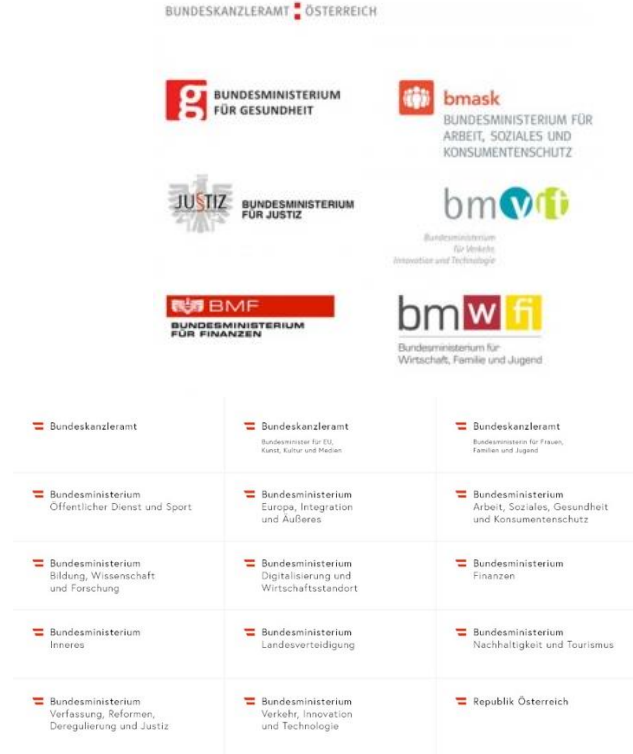 BUNDESKANZLERAMT ÖSTERREICH
g BUNDESMINISTERIUM
FÜR GESUNDHEIT
bmask
BUNDESMINISTERIUM FÜR
ARBEIT, SOZIALES UND
KONSUMENTENSCHUTZ
JU§TIZ BUNDESMINISTERIUM
FÜR JUSTIZ
bmvit
Bundesministerium
für Verkehr,
Innovation und Technologie
BMF
BUNDESMINISTERIUM
FÜR FINANZEN
bmwfi
Bundesministerium für
Wirtschaft, Familie und Jugend
Bundeskanzleramt
Bundeskanzleramt
Bundesminister für EU,
Kunst, Kultur und Medien
Bundeskanzleramt
Bundesministerin für Frauen,
Familien und Jugend
Bundesministerium
Öffentlicher Dienst und Sport
Bundesministerium
Europa, Integration
und Äußeres
Bundesministerium
Arbeit, Soziales, Gesundheit
und Konsumentenschutz
Bundesministerium
Bildung, Wissenschaft
und Forschung
Bundesministerium
Digitalisierung und
Wirtschaftsstandort
Bundesministerium
Finanzen
Bundesministerium
Inneres
Bundesministerium
Landesverteidigung
Bundesministerium
Nachhaltigkeit und Tourismus
Bundesministerium
Verfassung, Reformen,
Deregulierung und Justiz
Bundesministerium
Verkehr, Innovation
und Technologie
Republik Österreich